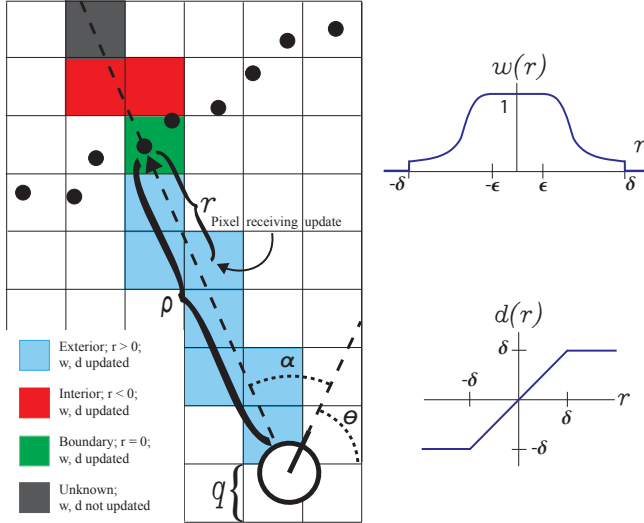 w(r)
1
r
-δ
-ϵ
ϵ
δ
r
Pixel receiving update
ρ
d(r)
δ
-δ
δ
r
-δ
α
θ
q
Exterior; r > 0;
w, d updated
Interior; r < 0;
w, d updated
Boundary; r = 0;
w, d updated
Unknown;
w, d not updated